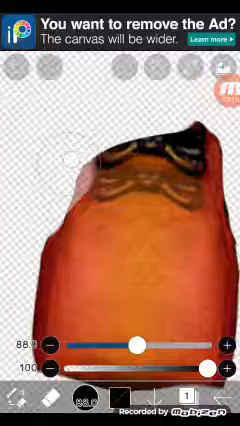 iP
You want to remove the Ad?
The canvas will be wider.
Learn more ▸
88.0
100
88.0
1
Recorded by Mobizen